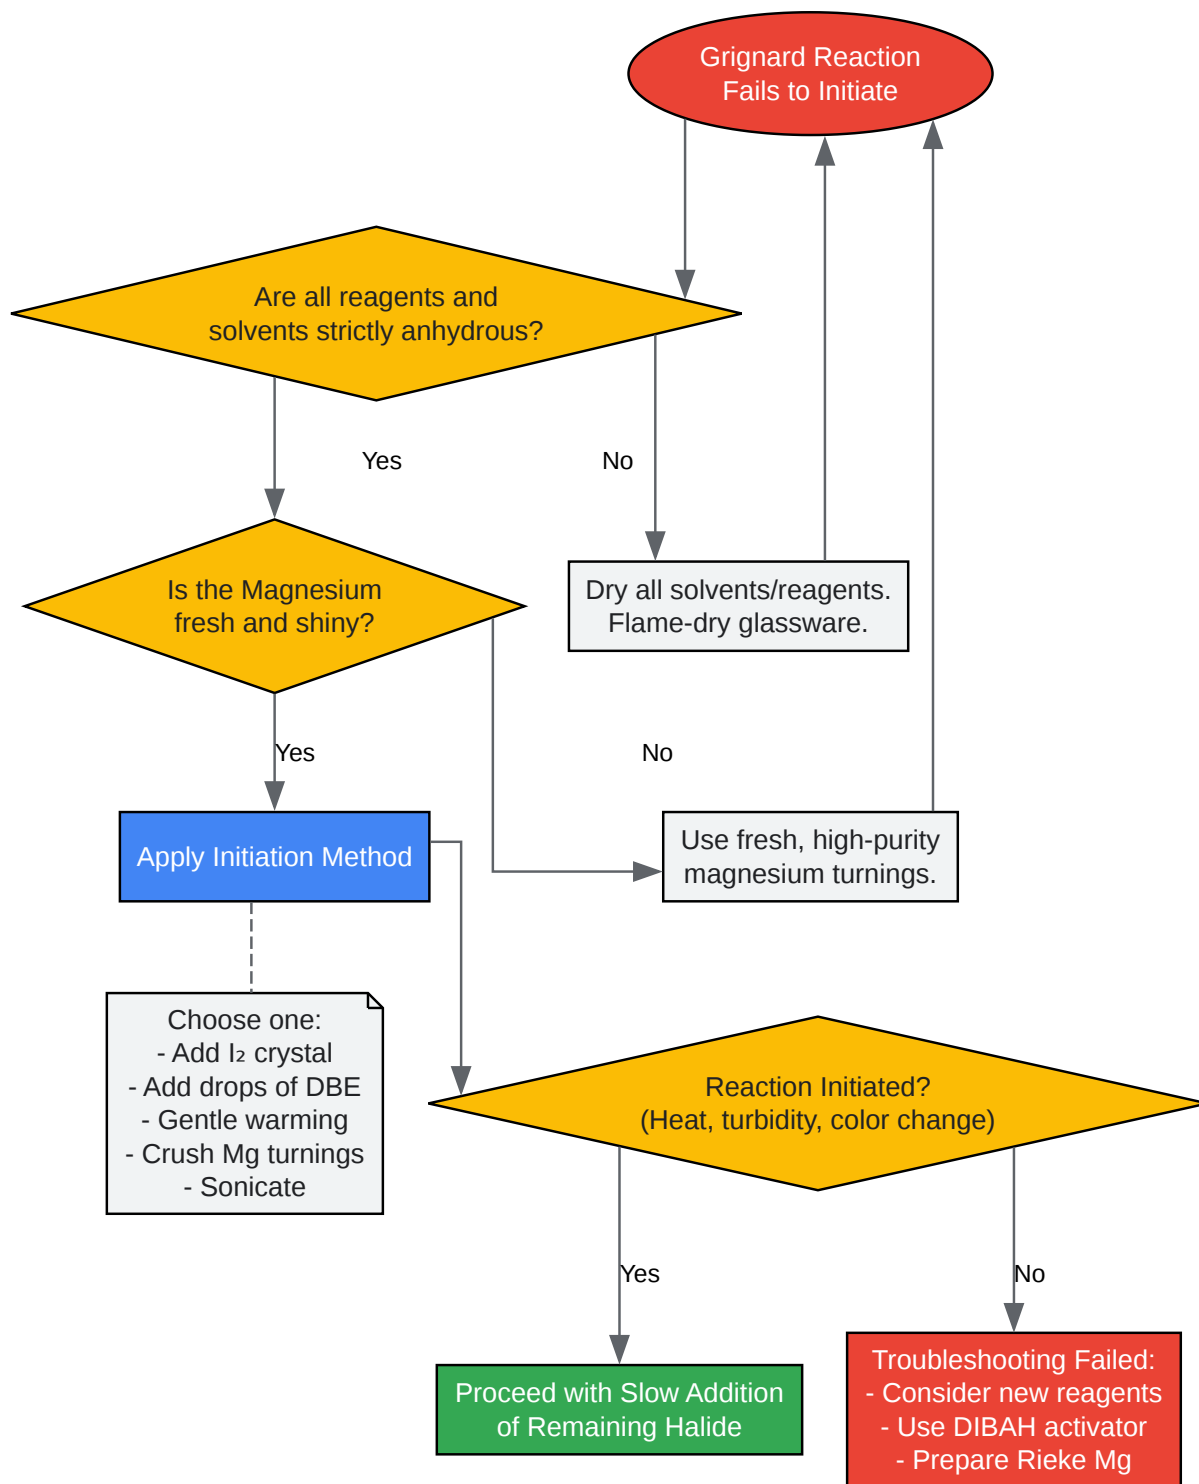 Grignard Reaction
Fails to Initiate
Are all reagents and
solvents strictly anhydrous?
Yes
No
Is the Magnesium
fresh and shiny?
Dry all solvents/reagents.
Flame-dry glassware.
Yes
No
Apply Initiation Method
Use fresh, high-purity
magnesium turnings.
Choose one:
- Add I₂ crystal
- Add drops of DBE
- Gentle warming
- Crush Mg turnings
- Sonicate
Reaction Initiated?
(Heat, turbidity, color change)
Yes
No
Proceed with Slow Addition
of Remaining Halide
Troubleshooting Failed:
- Consider new reagents
- Use DIBAH activator
- Prepare Rieke Mg